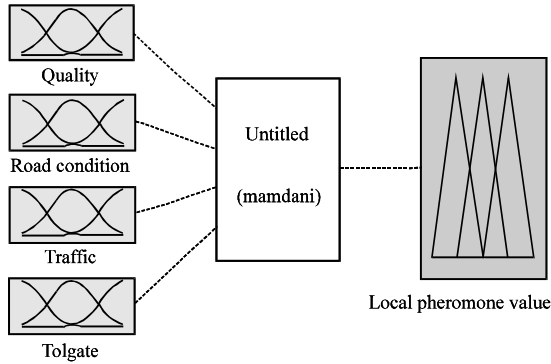 Quality
Road condition
Traffic
Tolgate
Untitled
(mamdani)
Local pheromone value